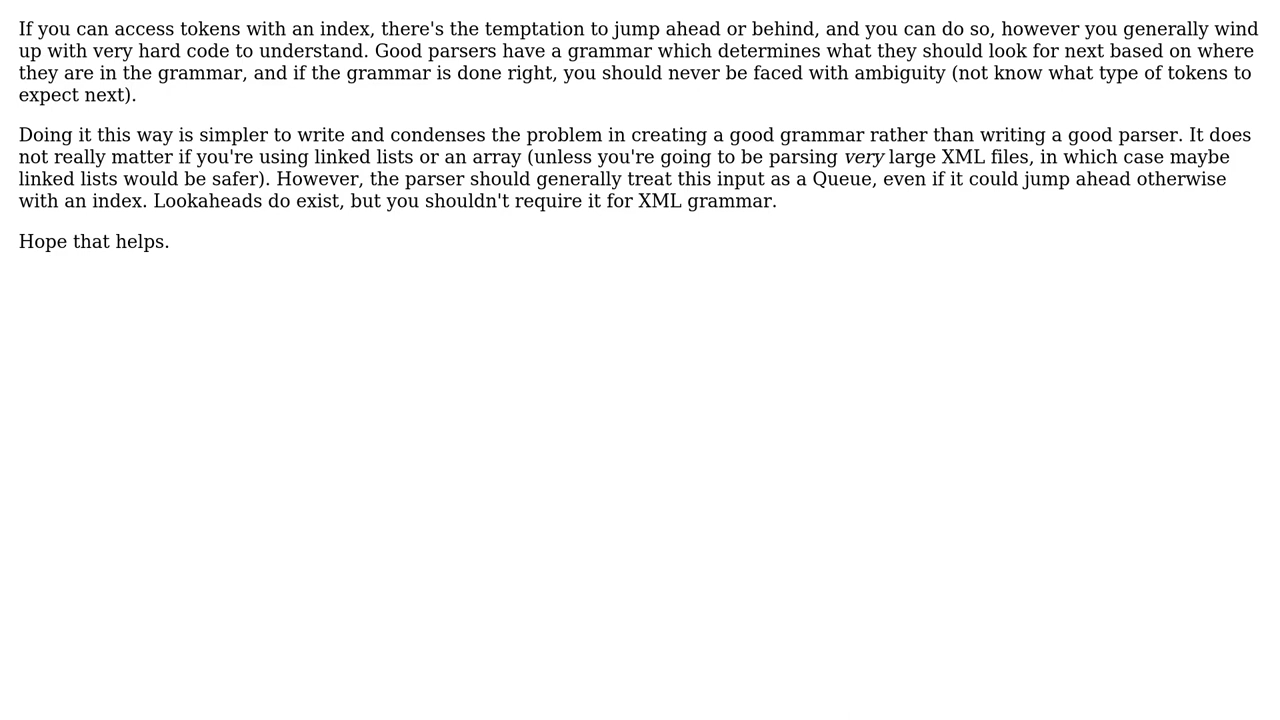 If you can access tokens with an index, there's the temptation to jump ahead or behind, and you can do so, however you generally wind
up with very hard code to understand. Good parsers have a grammar which determines what they should look for next based on where
they are in the grammar, and if the grammar is done right, you should never be faced with ambiguity (not know what type of tokens to
expect next).
Doing it this way is simpler to write and condenses the problem in creating a good grammar rather than writing a good parser. It does
not really matter if you're using linked lists or an array (unless you're going to be parsing very large XML files, in which case maybe
linked lists would be safer). However, the parser should generally treat this input as a Queue, even if it could jump ahead otherwise
with an index. Lookaheads do exist, but you shouldn't require it for XML grammar.
Hope that helps.